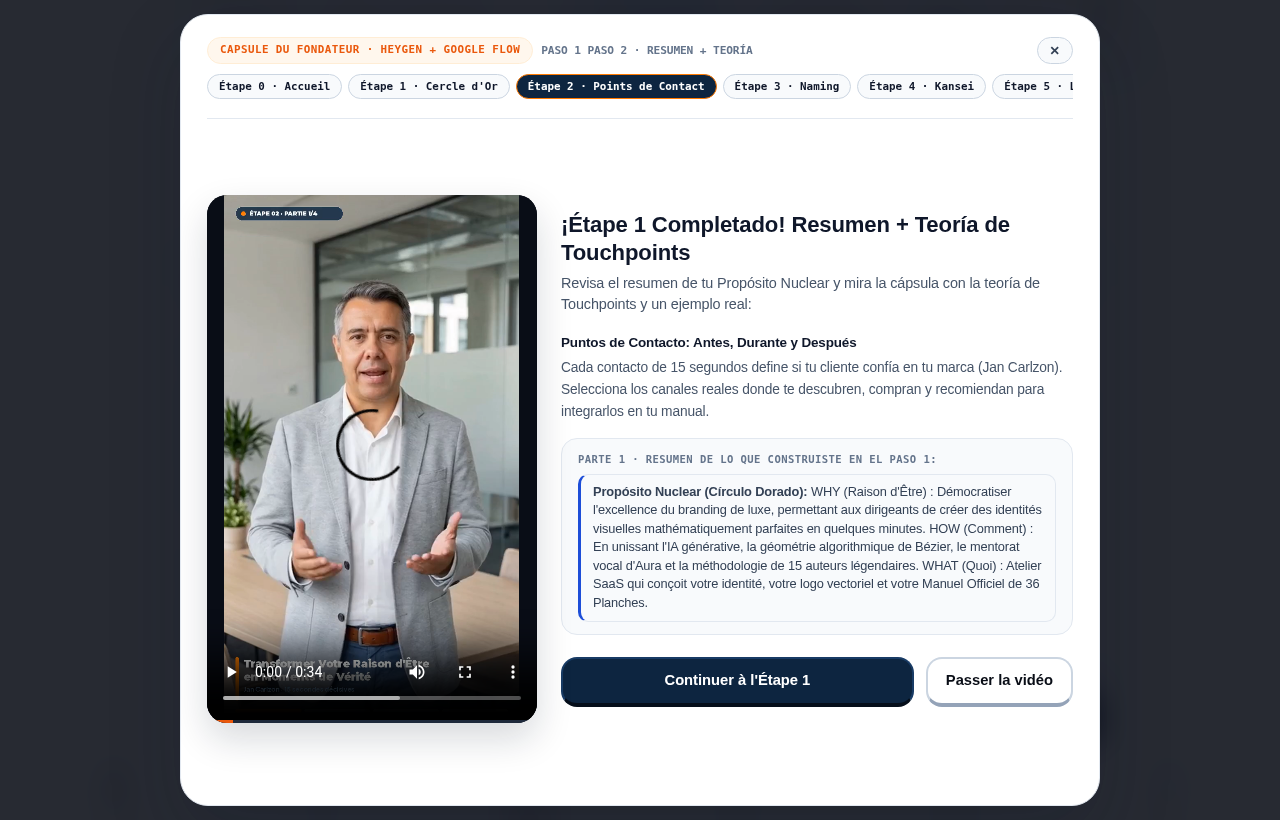 CAPSULE DU FONDATEUR · HEYGEN + GOOGLE FLOW
PASO 1 PASO 2 · RESUMEN + TEORÍA
✕
Étape 0 · Accueil
Étape 1 · Cercle d'Or
Étape 2 · Points de Contact
Étape 3 · Naming
Étape 4 · Kansei
Étape 5 · L
ÉTAPE 02 · PARTIE 1/4
Transformer Votre Raison d'Être
en Moments de Vérité
0:00 / 0:34
¡Étape 1 Completado! Resumen + Teoría de
Touchpoints
Revisa el resumen de tu Propósito Nuclear y mira la cápsula con la teoría de
Touchpoints y un ejemplo real:
Puntos de Contacto: Antes, Durante y Después
Cada contacto de 15 segundos define si tu cliente confía en tu marca (Jan Carlzon).
Selecciona los canales reales donde te descubren, compran y recomiendan para
integrarlos en tu manual.
PARTE 1 · RESUMEN DE LO QUE CONSTRUISTE EN EL PASO 1:
Propósito Nuclear (Círculo Dorado): WHY (Raison d'Être) : Démocratiser
l'excellence du branding de luxe, permettant aux dirigeants de créer des identités
visuelles mathématiquement parfaites en quelques minutes. HOW (Comment) :
En unissant l'IA générative, la géométrie algorithmique de Bézier, le mentorat
vocal d'Aura et la méthodologie de 15 auteurs légendaires. WHAT (Quoi) : Atelier
SaaS qui conçoit votre identité, votre logo vectoriel et votre Manuel Officiel de 36
Planches.
Continuer à l'Étape 1
Passer la vidéo